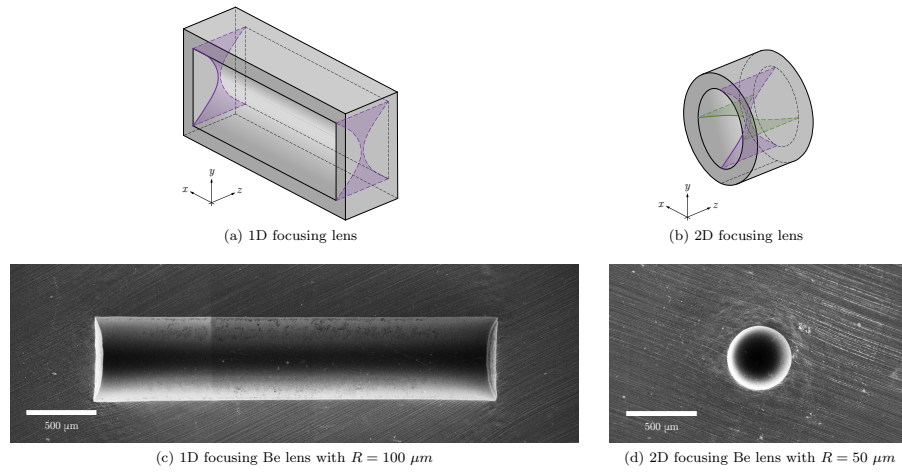 y
x
z
(a) 1D focusing lens
y
x
z
(b) 2D focusing lens
500 μm
(c) 1D focusing Be lens with R = 100 μm
500 μm
(d) 2D focusing Be lens with R = 50 μm